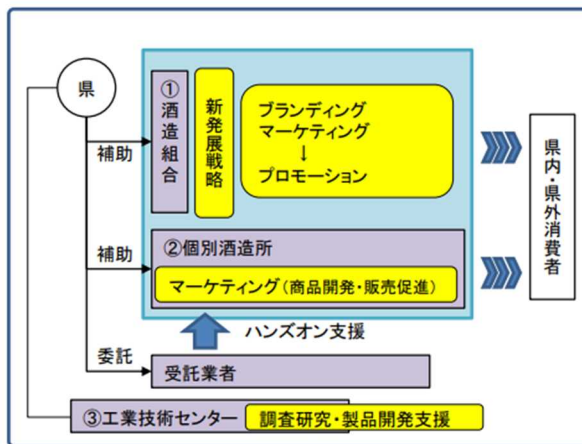 県
①酒造組合
新発展戦略
ブランディング
マーケティング
↓
プロモーション
補助
県内・県外消費者
②個別酒造所
補助
マーケティング(商品開発・販売促進)
ハンズオン支援
委託
受託業者
③工業技術センター
調査研究・製品開発支援